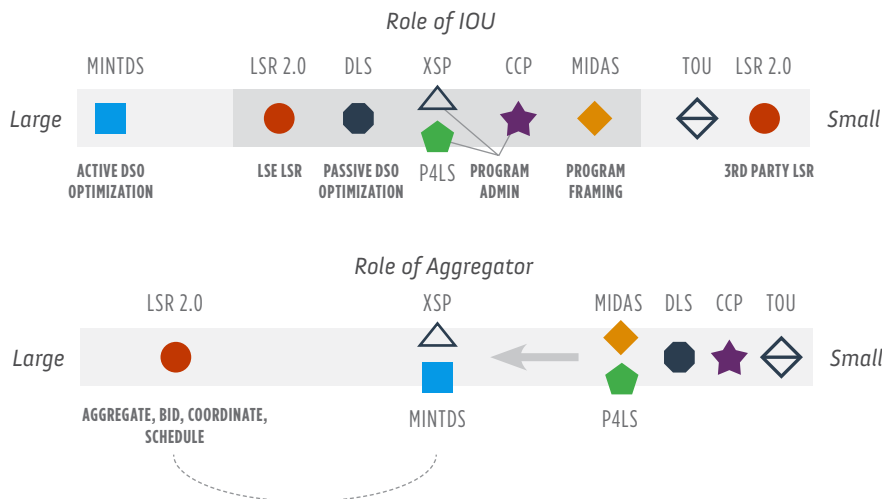 Role of IOU
MINTDS
LSR 2.0
DLS
XSP
CCP
MIDAS
TOU
LSR 2.0
Large
Small
ACTIVE DSO
OPTIMIZATION
LSE LSR
PASSIVE DSO
OPTIMIZATION
P4LS
PROGRAM
ADMIN
PROGRAM
FRAMING
3RD PARTY LSR
Role of Aggregator
LSR 2.0
XSP
MIDAS
DLS
CCP
TOU
Large
Small
AGGREGATE, BID, COORDINATE,
SCHEDULE
MINTDS
P4LS